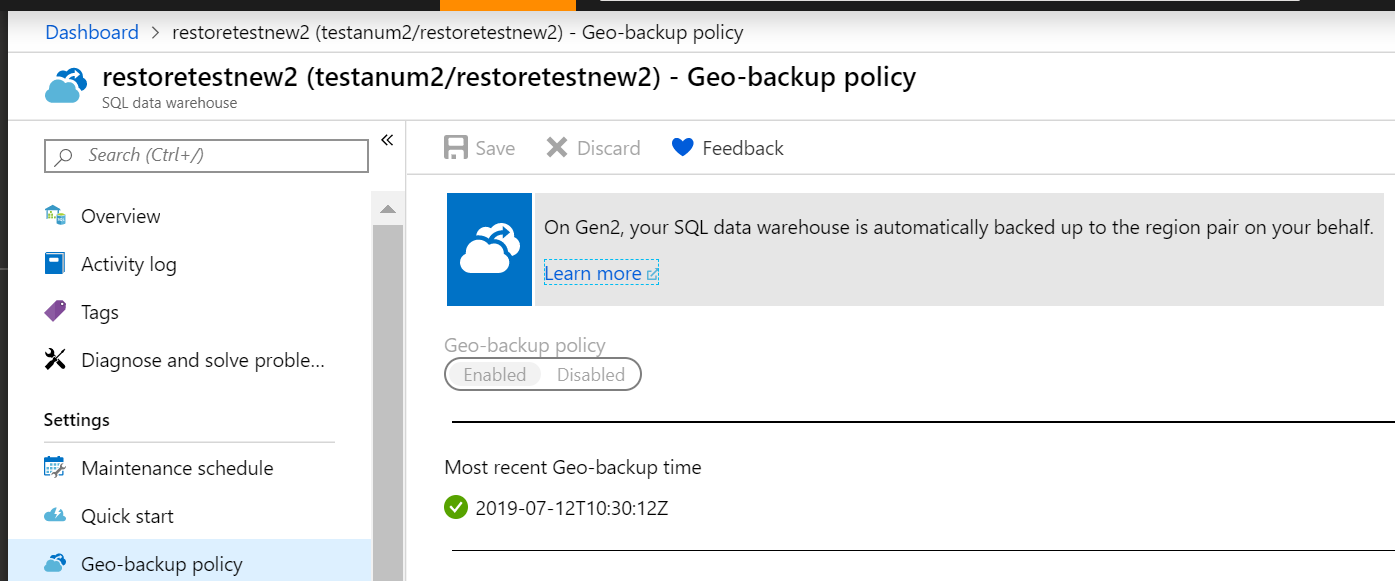 Dashboard > restoretestnew2 (testanum2/restoretestnew2) - Geo-backup policy
restoretestnew2 (testanum2/restoretestnew2) - Geo-backup policy
SQL data warehouse
Search (Ctrl+/)
«
Overview
Activity log
Tags
Diagnose and solve proble...
Settings
Maintenance schedule
Quick start
Geo-backup policy
Save Discard Feedback
On Gen2, your SQL data warehouse is automatically backed up to the region pair on your behalf.
Learn more
Geo-backup policy
Enabled Disabled
Most recent Geo-backup time
2019-07-12T10:30:12Z